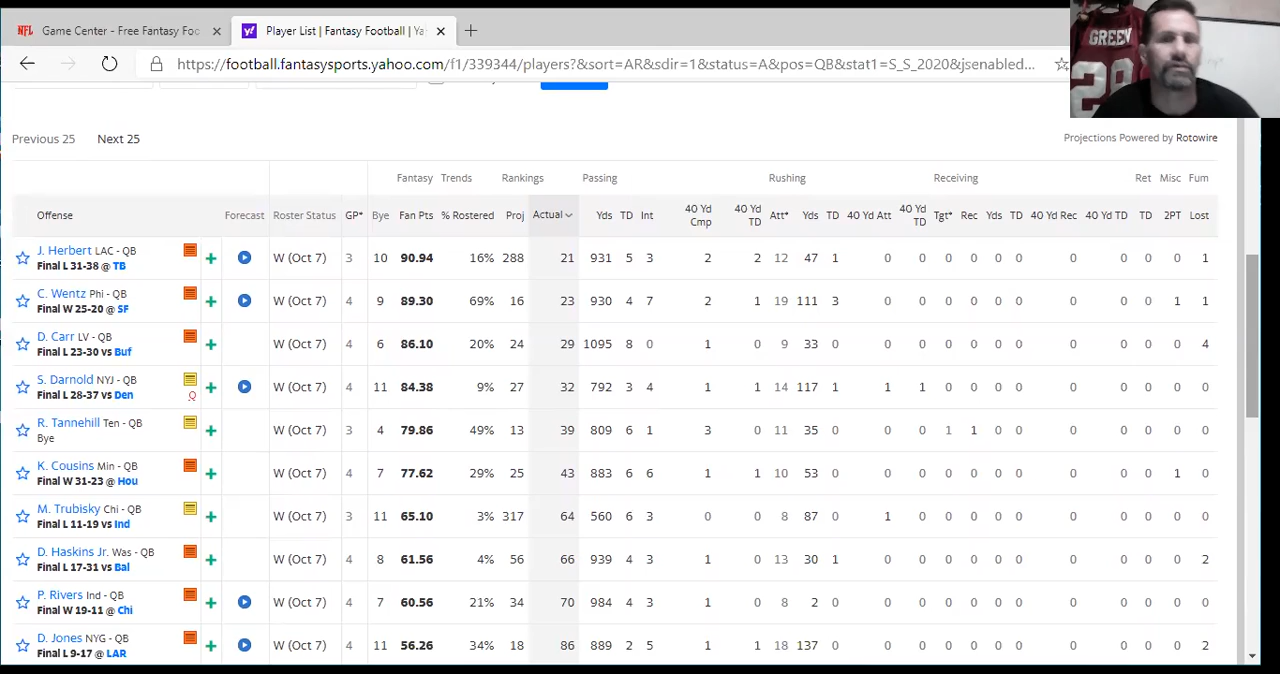 Game Center - Free Fantasy Foo
Player List | Fantasy Football | Ya
https://football.fantasysports.yahoo.com/f1/339344/players?&sort=AR&sdir=1&status=A&pos=QB&stat1=S_S_2020&jsenabled...
GREEN
28
Previous 25 Next 25
Projections Powered by Rotowire
Fantasy Trends Rankings Passing Rushing Receiving Ret Misc Fum
Offense Forecast Roster Status GP* Bye Fan Pts % Rostered Proj Actual Yds TD Int 40 Yd Cmp 40 Yd TD Att* Yds TD 40 Yd Att 40 Yd TD Tgt* Rec Yds TD 40 Yd Rec 40 Yd TD TD 2PT Lost
J. Herbert LAC - QB
Final L 31-38 @ TB
W (Oct 7) 3 10 90.94 16% 288 21 931 5 3 2 2 12 47 1 0 0 0 0 0 0 0 0 0 0 1
C. Wentz Phi - QB
Final W 25-20 @ SF
W (Oct 7) 4 9 89.30 69% 16 23 930 4 7 2 1 19 111 3 0 0 0 0 0 0 0 0 0 1 1
D. Carr LV - QB
Final L 23-30 vs Buf
W (Oct 7) 4 6 86.10 20% 24 29 1095 8 0 1 0 9 33 0 0 0 0 0 0 0 0 0 0 0 4
S. Darnold NYJ - QB
Final L 28-37 vs Den
Q
W (Oct 7) 4 11 84.38 9% 27 32 792 3 4 1 1 14 117 1 1 1 0 0 0 0 0 0 0 0 0
R. Tannehill Ten - QB
Bye
W (Oct 7) 3 4 79.86 49% 13 39 809 6 1 3 0 11 35 0 0 0 1 1 0 0 0 0 0 0 0
K. Cousins Min - QB
Final W 31-23 @ Hou
W (Oct 7) 4 7 77.62 29% 25 43 883 6 6 1 1 10 53 0 0 0 0 0 0 0 0 0 0 1 0
M. Trubisky Chi - QB
Final L 11-19 vs Ind
W (Oct 7) 3 11 65.10 3% 317 64 560 6 3 0 0 8 87 0 1 0 0 0 0 0 0 0 0 0 0
D. Haskins Jr. Was - QB
Final L 17-31 vs Bal
W (Oct 7) 4 8 61.56 4% 56 66 939 4 3 1 0 13 30 1 0 0 0 0 0 0 0 0 0 0 2
P. Rivers Ind - QB
Final W 19-11 @ Chi
W (Oct 7) 4 7 60.56 21% 34 70 984 4 3 1 0 8 2 0 0 0 0 0 0 0 0 0 0 0 0
D. Jones NYG - QB
Final L 9-17 @ LAR
W (Oct 7) 4 11 56.26 34% 18 86 889 2 5 1 1 18 137 0 0 0 0 0 0 0 0 0 0 0 2